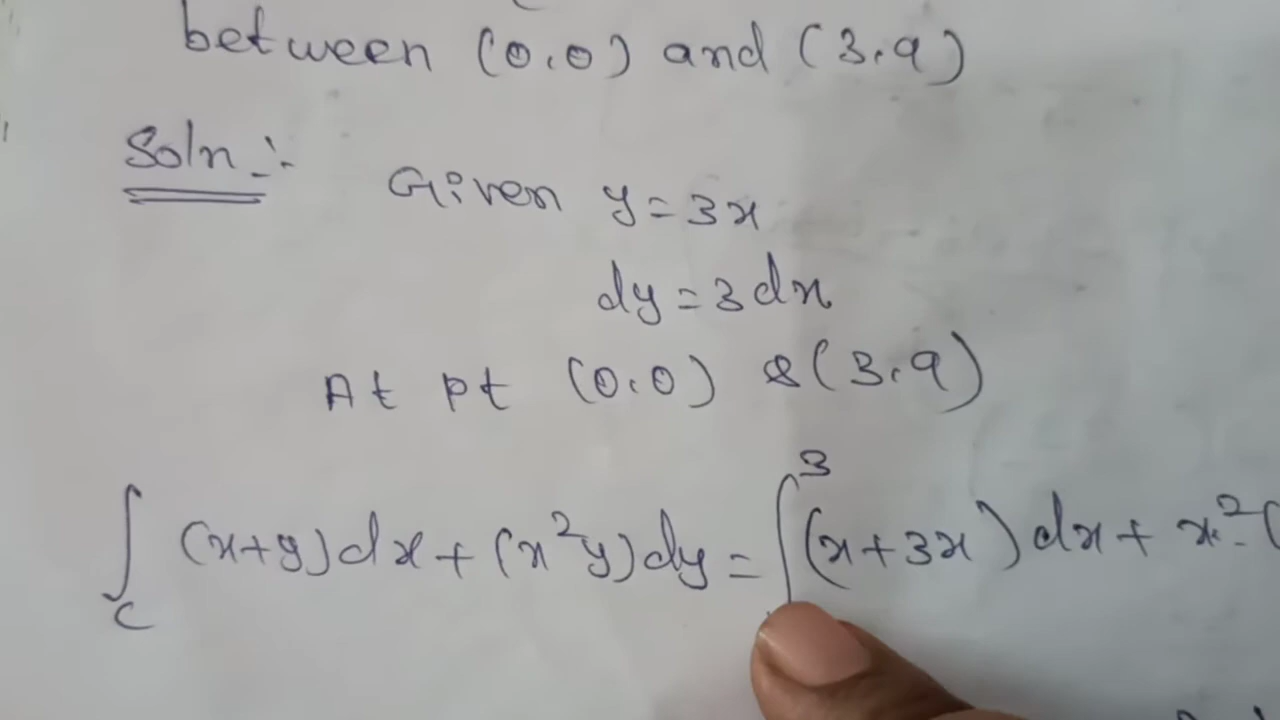 between (0,0) and (3,9)
Soln :-
Given y=3x
dy=3dx
At pt (0,0) & (3,9)
∫_C (x+y)dx+(x²y)dy=∫^3 (x+3x)dx+x².(